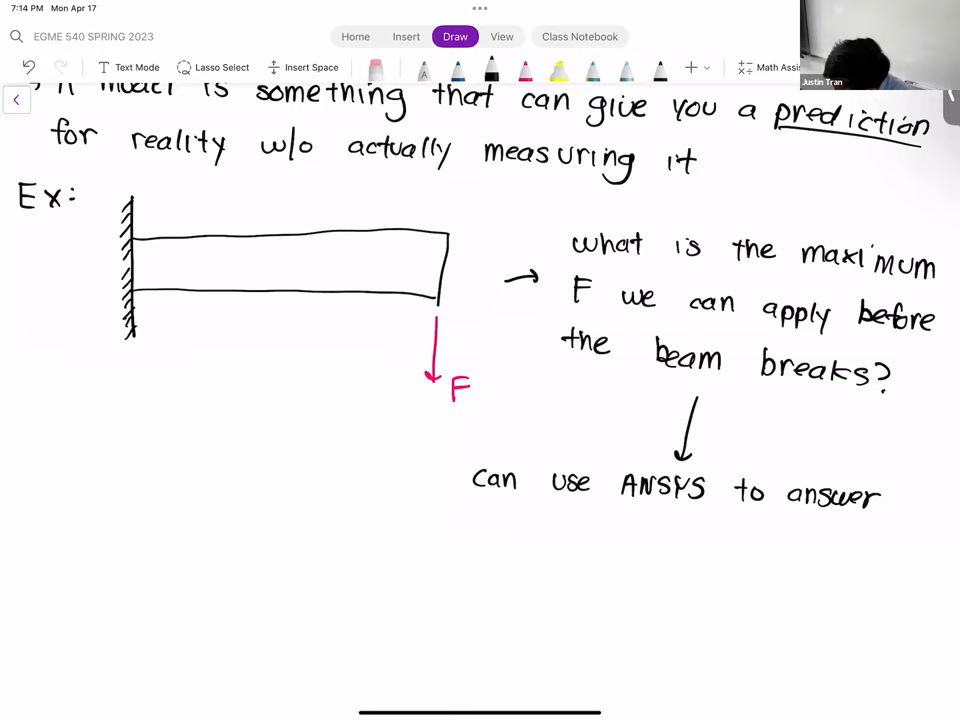 7:14 PM Mon Apr 17
EGME 540 SPRING 2023
Home Insert Draw View Class Notebook
Text Mode Lasso Select Insert Space Math Assis
Justin Tran
A model is something that can give you a prediction
for reality w/o actually measuring it
Ex:
What is the maximum
F we can apply before
the beam breaks?
F
can use ANSYS to answer